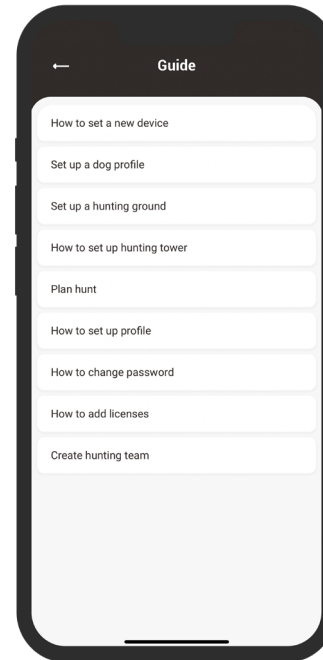 Guide
How to set a new device
Set up a dog profile
Set up a hunting ground
How to set up hunting tower
Plan hunt
How to set up profile
How to change password
How to add licenses
Create hunting team